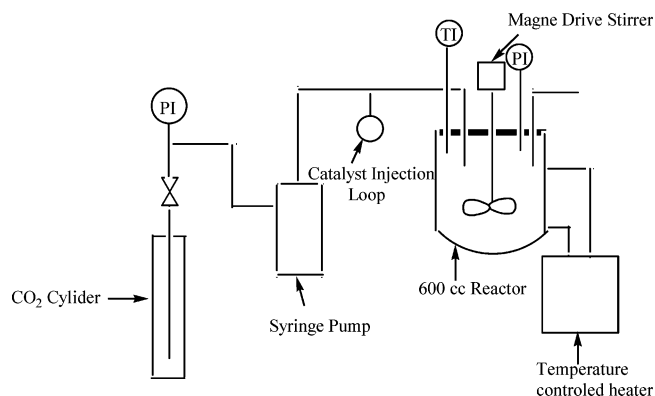 Magne Drive Stirrer
TI
PI
PI
Catalyst Injection
Loop
CO₂ Cylider
600 cc Reactor
Syringe Pump
Temperature
controled heater